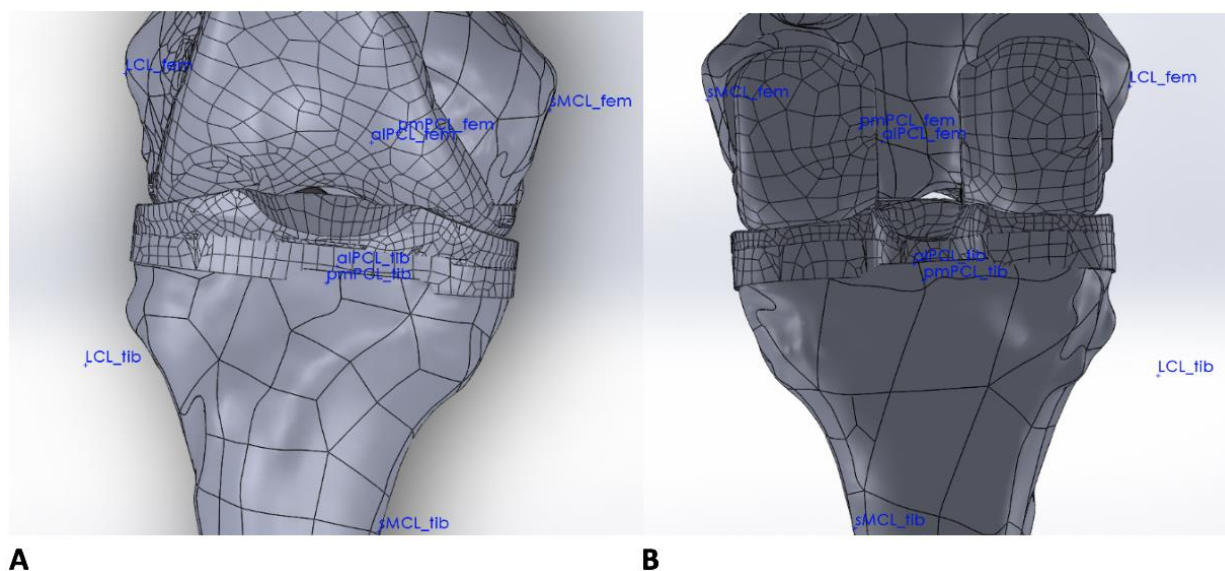 LCL_fem
sMCL_fem
pmPCL_fem
alPCL_fem
alPCL_tib
pmPCL_tib
LCL_tib
sMCL_tib
A
sMCL_fem
LCL_fem
pmPCL_fem
alPCL_fem
alPCL_tib
pmPCL_tib
LCL_tib
sMCL_tib
B